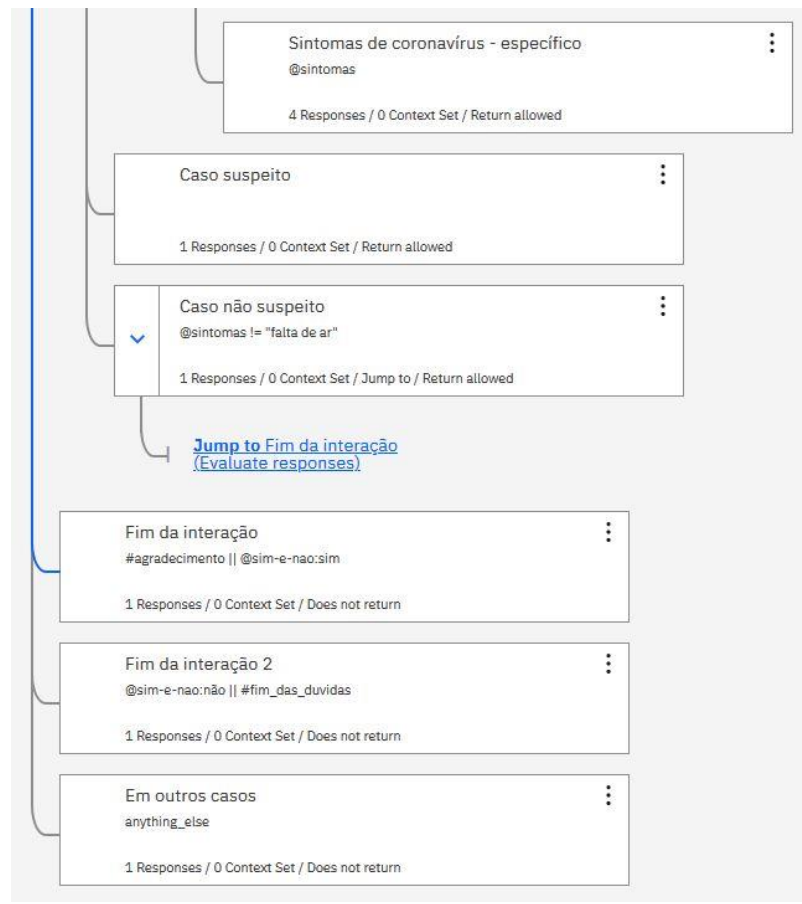 Sintomas de coronavírus - específico
@sintomas
4 Responses / 0 Context Set / Return allowed
Caso suspeito
1 Responses / 0 Context Set / Return allowed
Caso não suspeito
@sintomas != "falta de ar"
1 Responses / 0 Context Set / Jump to / Return allowed
Jump to Fim da interação
(Evaluate responses)
Fim da interação
#agradecimento || @sim-e-nao:sim
1 Responses / 0 Context Set / Does not return
Fim da interação 2
@sim-e-nao:não || #fim_das_duvidas
1 Responses / 0 Context Set / Does not return
Em outros casos
anything_else
1 Responses / 0 Context Set / Does not return